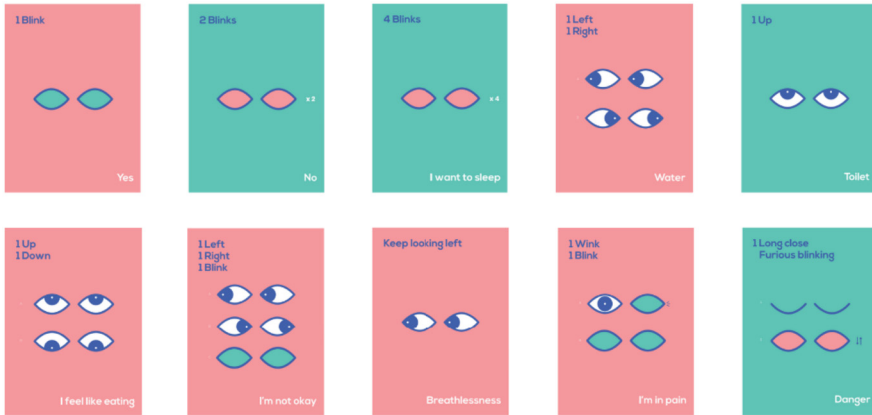 1 Blink
Yes
2 Blinks
x 2
No
4 Blinks
x 4
I want to sleep
1 Left
1 Right
Water
1 Up
Toilet
1 Up
1 Down
I feel like eating
1 Left
1 Right
1 Blink
I'm not okay
Keep looking left
Breathlessness
1 Wink
1 Blink
I'm in pain
1 Long close
Furious blinking
Danger